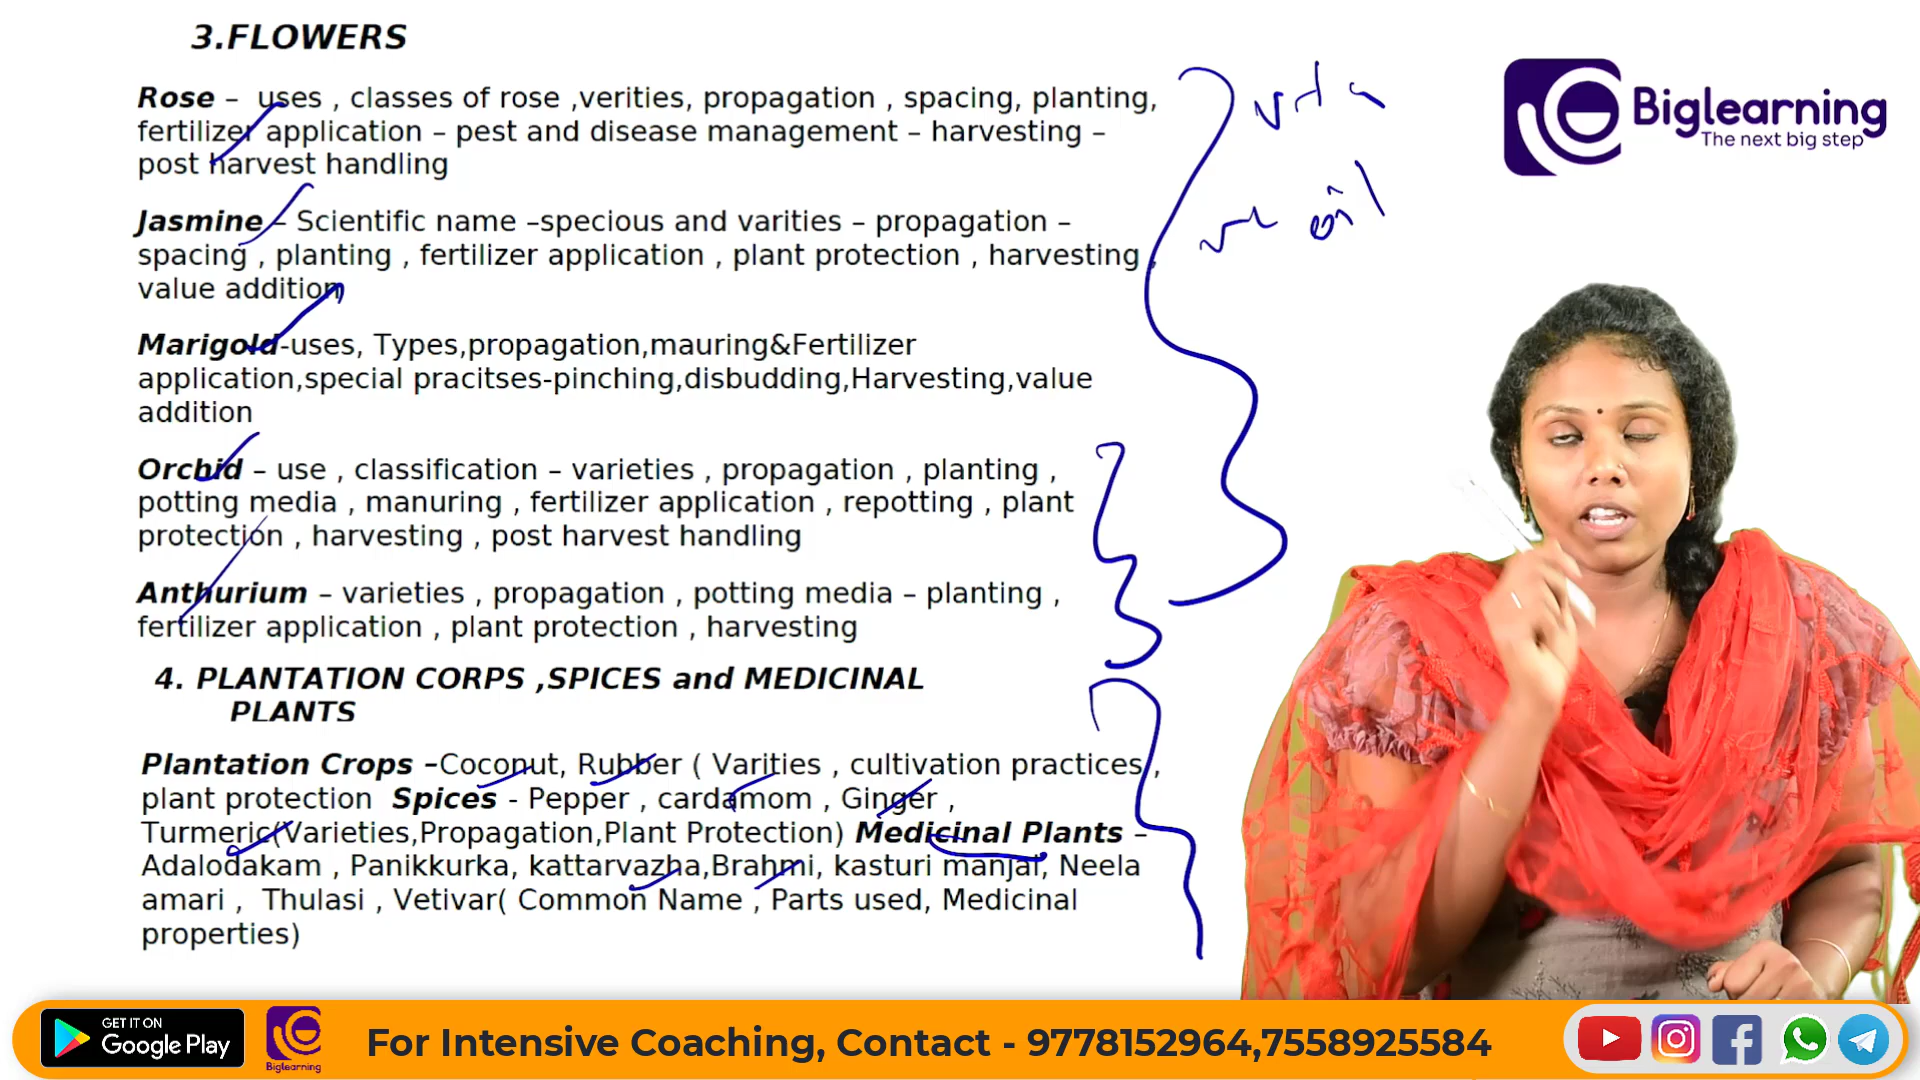 3.FLOWERS
Rose – uses , classes of rose ,verities, propagation , spacing, planting,
fertilizer application – pest and disease management – harvesting –
post harvest handling
Jasmine – Scientific name –specious and varities – propagation –
spacing , planting , fertilizer application , plant protection , harvesting ,
value addition
Marigold-uses, Types,propagation,mauring&Fertilizer
application,special pracitses-pinching,disbudding,Harvesting,value
addition
Orchid – use , classification – varieties , propagation , planting ,
potting media , manuring , fertilizer application , repotting , plant
protection , harvesting , post harvest handling
Anthurium – varieties , propagation , potting media – planting ,
fertilizer application , plant protection , harvesting
4. PLANTATION CORPS ,SPICES and MEDICINAL
PLANTS
Plantation Crops –Coconut, Rubber ( Varities , cultivation practices ,
plant protection Spices - Pepper , cardamom , Ginger ,
Turmeric(Varieties,Propagation,Plant Protection) Medicinal Plants –
Adalodakam , Panikkurka, kattarvazha,Brahmi, kasturi manjal, Neela
amari , Thulasi , Vetivar( Common Name , Parts used, Medicinal
properties)
Biglearning
The next big step
GET IT ON
Google Play
Biglearning
For Intensive Coaching, Contact - 9778152964,7558925584